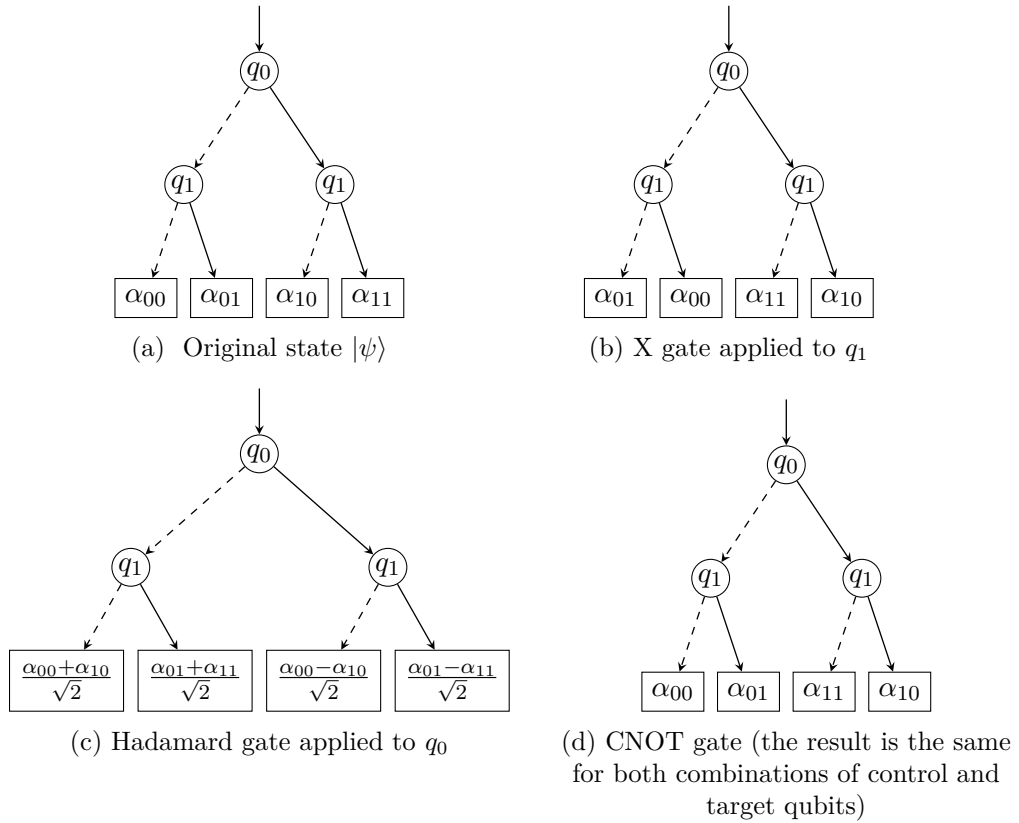 q₀
q₁ q₁
α₀₀ α₀₁ α₁₀ α₁₁
(a) Original state |ψ⟩
q₀
q₁ q₁
α₀₁ α₀₀ α₁₁ α₁₀
(b) X gate applied to q₁
q₀
q₁ q₁
(α₀₀+α₁₀)/√2 (α₀₁+α₁₁)/√2 (α₀₀−α₁₀)/√2 (α₀₁−α₁₁)/√2
(c) Hadamard gate applied to q₀
q₀
q₁ q₁
α₀₀ α₀₁ α₁₁ α₁₀
(d) CNOT gate (the result is the same
for both combinations of control and
target qubits)